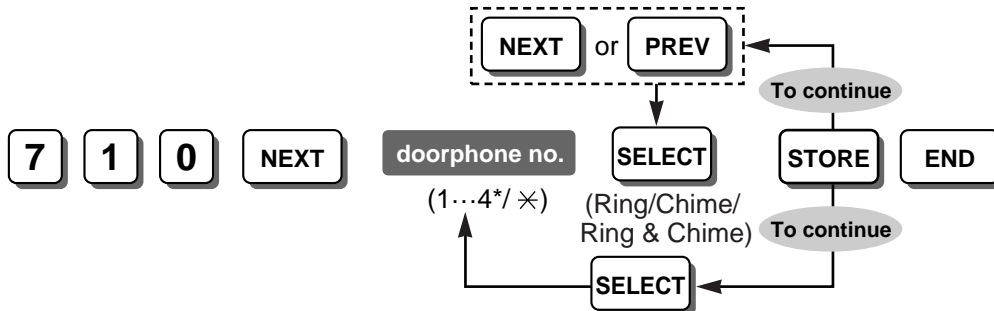 NEXT or PREV
To continue
7 1 0 NEXT doorphone no. SELECT STORE END
(1···4*/ ✳)
(Ring/Chime/
Ring & Chime)
To continue
SELECT